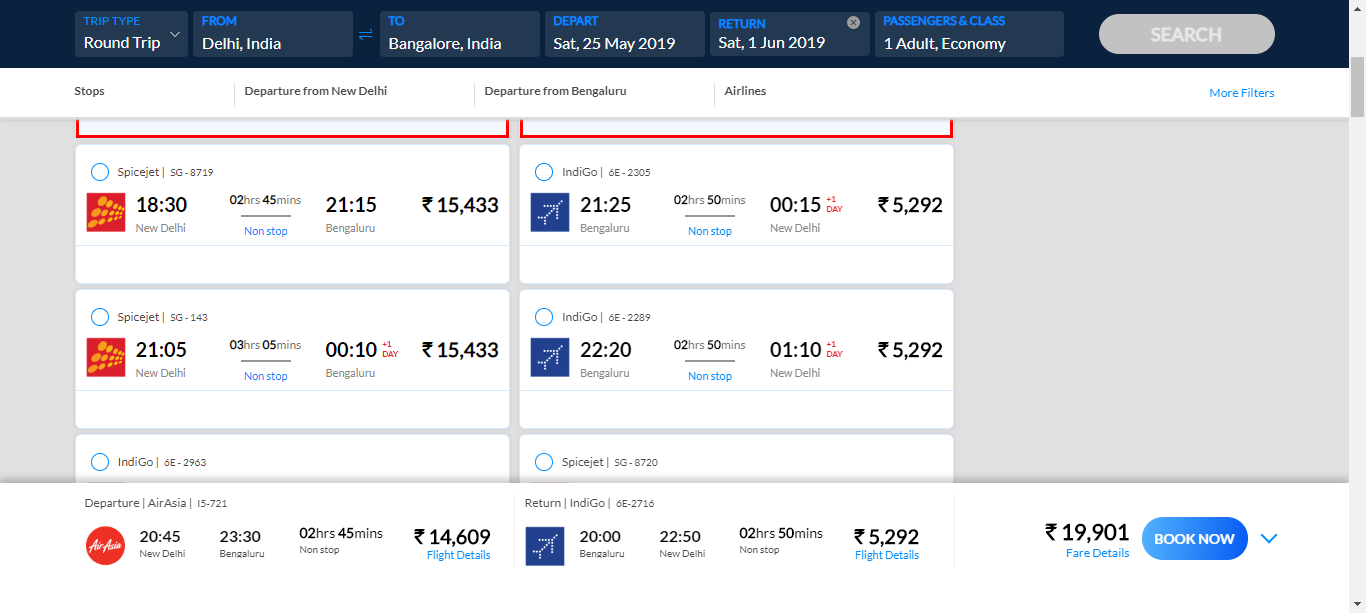 TRIP TYPE
Round Trip
FROM
Delhi, India
TO
Bangalore, India
DEPART
Sat, 25 May 2019
RETURN
Sat, 1 Jun 2019
PASSENGERS & CLASS
1 Adult, Economy
SEARCH
Stops
Departure from New Delhi
Departure from Bengaluru
Airlines
More Filters
Spicejet | SG - 8719
18:30 02hrs 45mins 21:15 ₹ 15,433
New Delhi Non stop Bengaluru
IndiGo | 6E - 2305
21:25 02hrs 50mins 00:15 +1 DAY ₹ 5,292
Bengaluru Non stop New Delhi
Spicejet | SG - 143
21:05 03hrs 05mins 00:10 +1 DAY ₹ 15,433
New Delhi Non stop Bengaluru
IndiGo | 6E - 2289
22:20 02hrs 50mins 01:10 +1 DAY ₹ 5,292
Bengaluru Non stop New Delhi
IndiGo | 6E - 2963
Spicejet | SG - 8720
Departure | AirAsia | I5-721
AirAsia
20:45 23:30 02hrs 45mins ₹ 14,609
New Delhi Bengaluru Non stop Flight Details
Return | IndiGo | 6E-2716
20:00 22:50 02hrs 50mins ₹ 5,292
Bengaluru New Delhi Non stop Flight Details
₹ 19,901
Fare Details
BOOK NOW